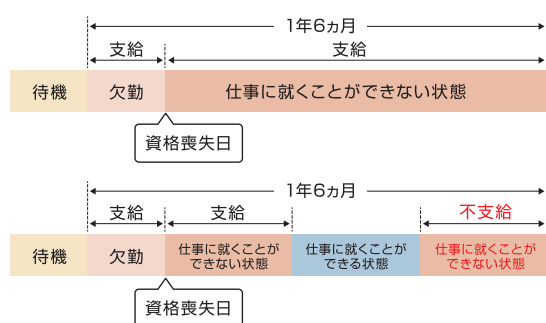 1年6ヵ月
支給
支給
待機
欠勤
仕事に就くことができない状態
資格喪失日
1年6ヵ月
支給
支給
不支給
待機
欠勤
仕事に就くことが
できない状態
仕事に就くことが
できる状態
仕事に就くことが
できない状態
資格喪失日